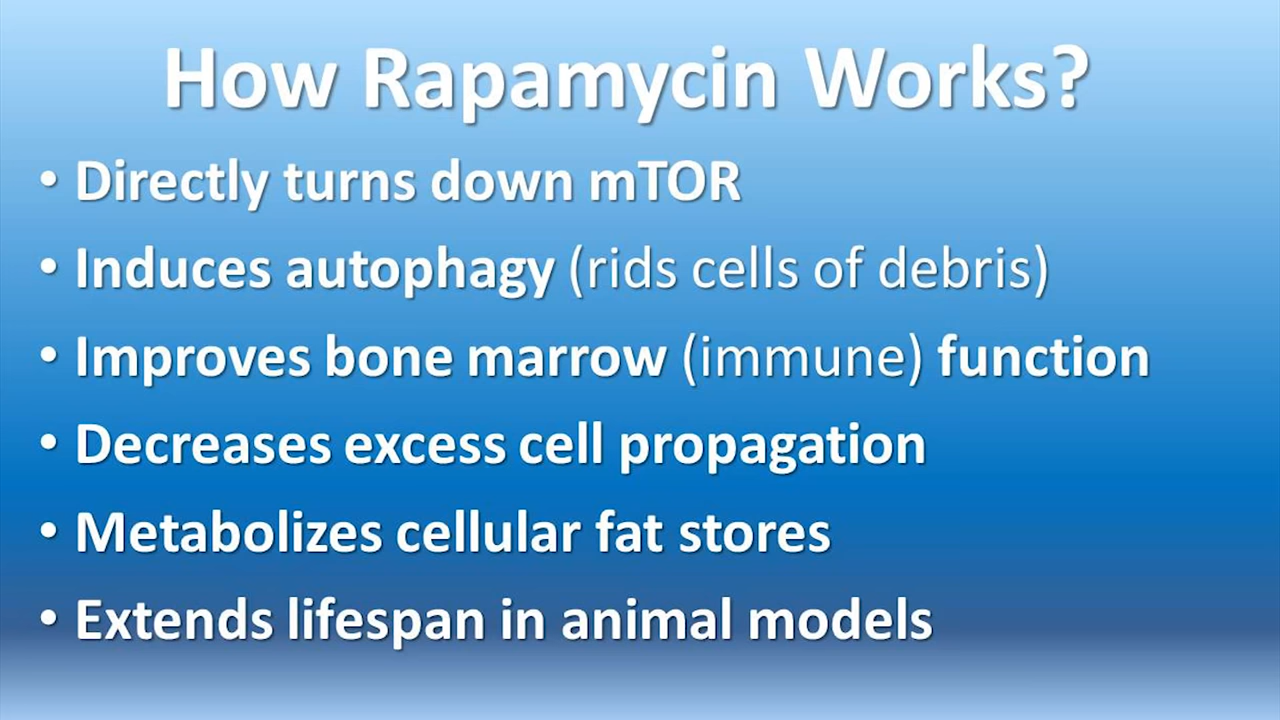 How Rapamycin Works?
• Directly turns down mTOR
• Induces autophagy (rids cells of debris)
• Improves bone marrow (immune) function
• Decreases excess cell propagation
• Metabolizes cellular fat stores
• Extends lifespan in animal models